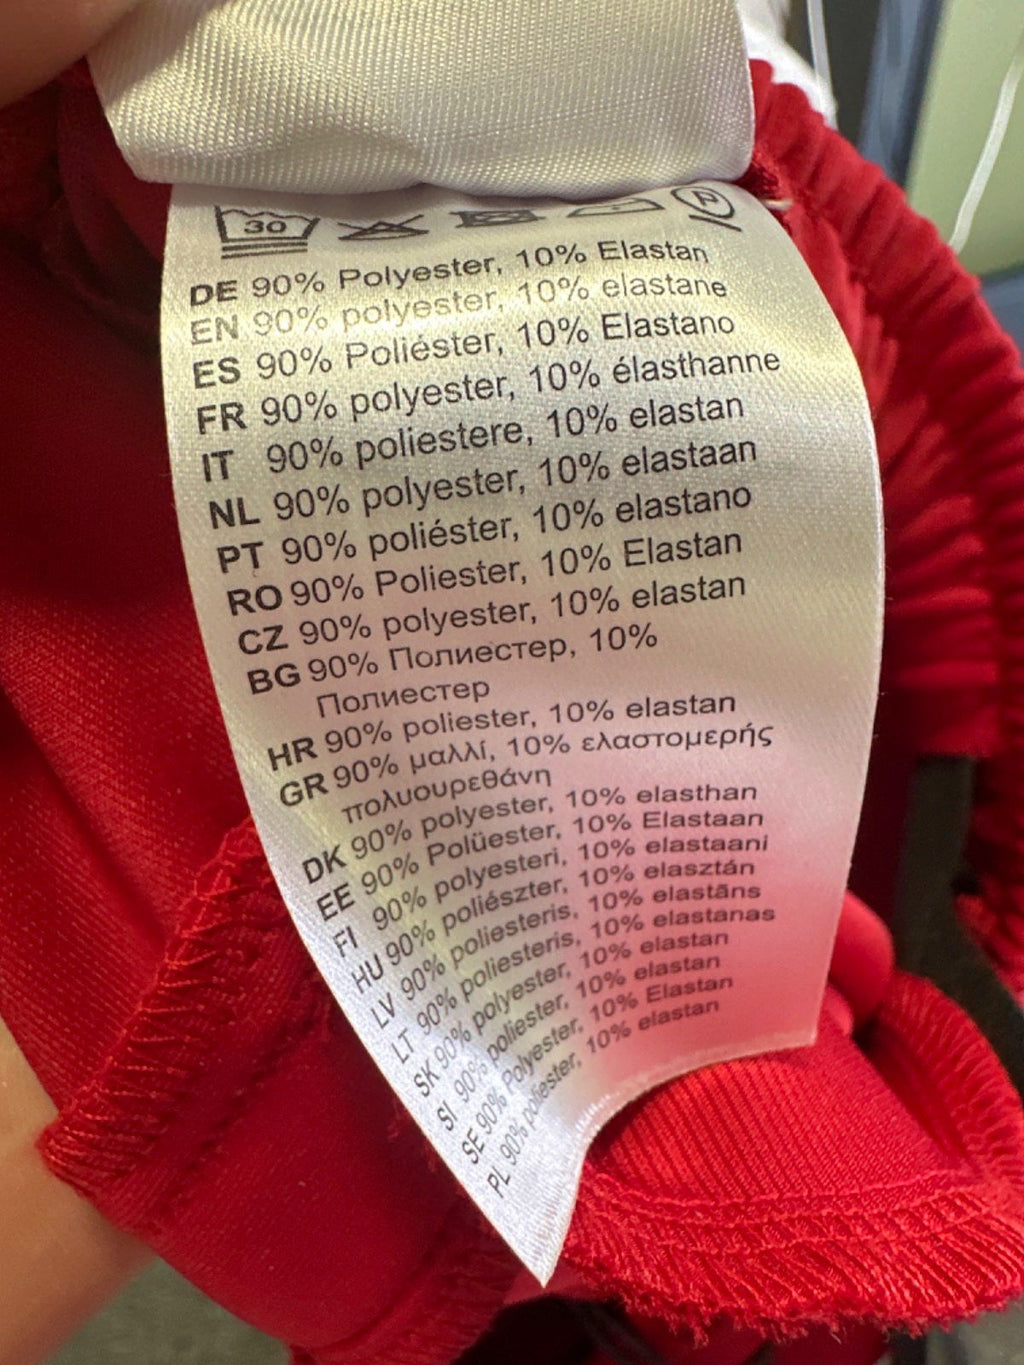 30
P
DE 90% Polyester, 10% Elastan
EN 90% polyester, 10% elastane
ES 90% Poliéster, 10% Elastano
FR 90% polyester, 10% élasthanne
IT 90% poliestere, 10% elastan
NL 90% polyester, 10% elastaan
PT 90% poliéster, 10% elastano
RO 90% Poliester, 10% Elastan
CZ 90% polyester, 10% elastan
BG 90% Полиестер, 10%
Полиестер
HR 90% poliester, 10% elastan
GR 90% μαλλί, 10% ελαστομερής
πολυουρεθάνη
DK 90% polyester, 10% elasthan
EE 90% Polüester, 10% Elastaan
FI 90% polyesteri, 10% elastaani
HU 90% poliészter, 10% elasztán
LV 90% poliesteris, 10% elastāns
LT 90% poliesteris, 10% elastanas
SK 90% polyester, 10% elastan
SI 90% poliester, 10% elastan
SE 90% Polyester, 10% Elastan
PL 90% poliester, 10% elastan